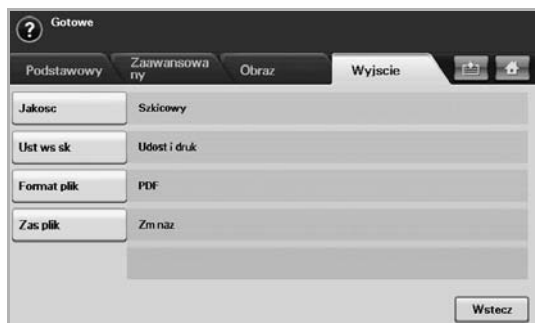 Gotowe
Podstawowy Zaawansowa
ny Obraz Wyjscie
Jakosc Szkicowy
Ust ws sk Udost i druk
Format plik PDF
Zas plik Zm naz
Wstecz